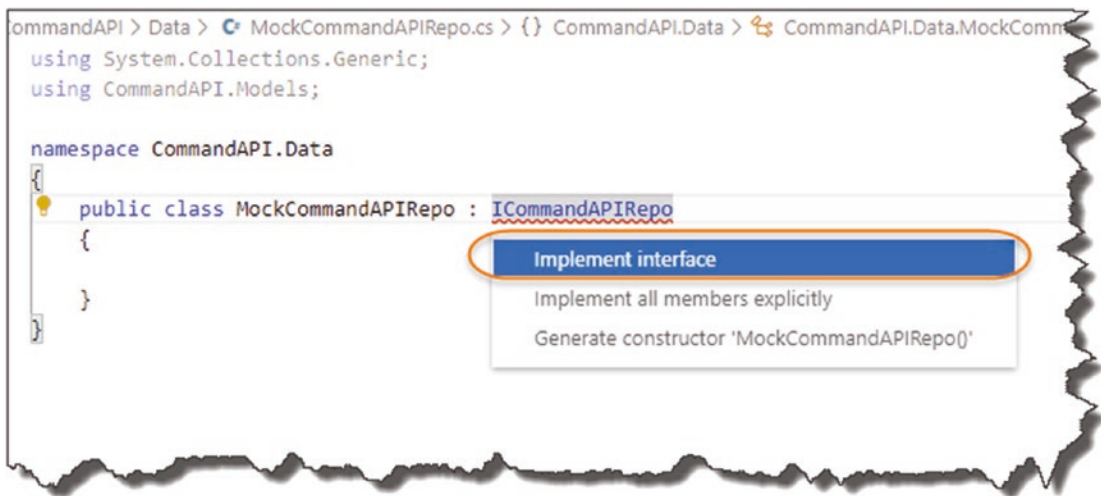 ommandAPI > Data > MockCommandAPIRepo.cs > {} CommandAPI.Data > CommandAPI.Data.MockComm
using System.Collections.Generic;
using CommandAPI.Models;
namespace CommandAPI.Data
{
public class MockCommandAPIRepo : ICommandAPIRepo
{
Implement interface
Implement all members explicitly
}
Generate constructor 'MockCommandAPIRepo()'
}